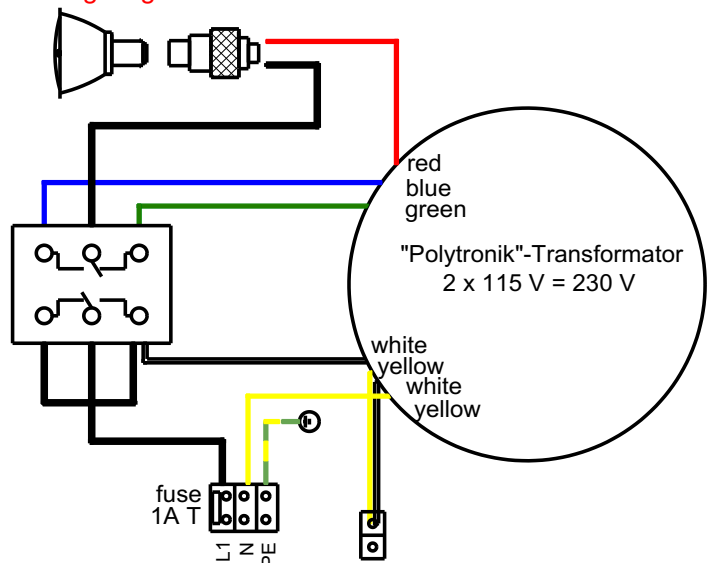 red
blue
green
"Polytronik"-Transformator
2 x 115 V = 230 V
white
yellow
white
yellow
fuse
1A T
L1
N
PE